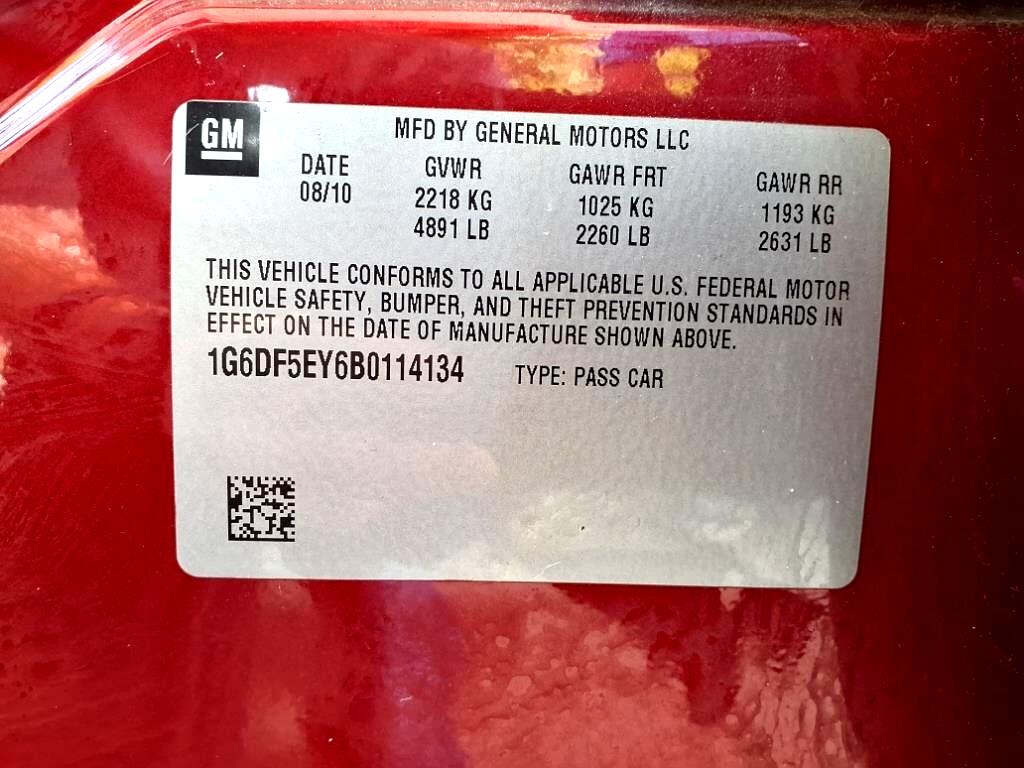 GM
MFD BY GENERAL MOTORS LLC
DATE GVWR GAWR FRT GAWR RR
08/10 2218 KG 1025 KG 1193 KG
4891 LB 2260 LB 2631 LB
THIS VEHICLE CONFORMS TO ALL APPLICABLE U.S. FEDERAL MOTOR
VEHICLE SAFETY, BUMPER, AND THEFT PREVENTION STANDARDS IN
EFFECT ON THE DATE OF MANUFACTURE SHOWN ABOVE.
1G6DF5EY6B0114134 TYPE: PASS CAR